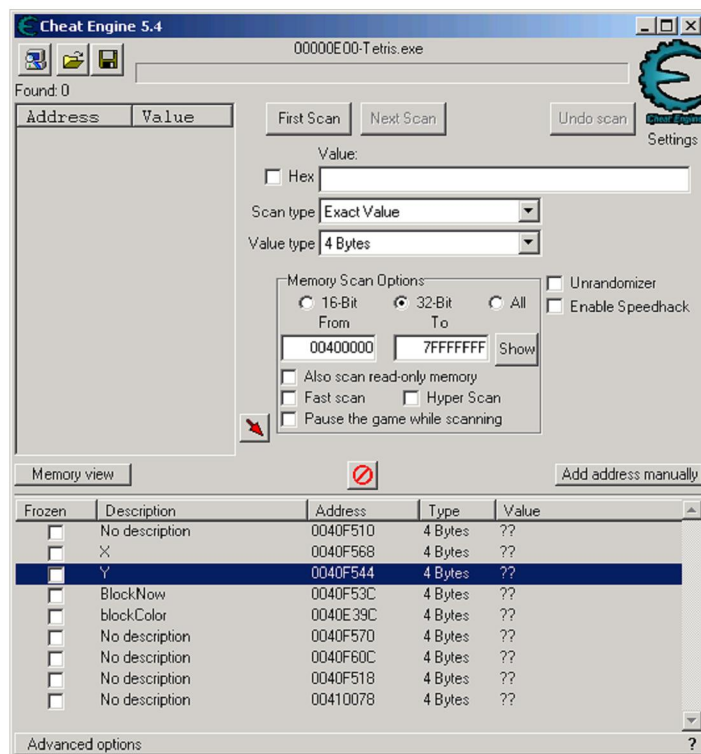 Cheat Engine 5.4
00000E00-Tetris.exe
Found: 0
Address Value
First Scan Next Scan Undo scan
Cheat Engine
Settings
Value:
Hex
Scan type Exact Value
Value type 4 Bytes
Memory Scan Options
16-Bit 32-Bit All
From To
00400000 7FFFFFFF Show
Also scan read-only memory
Fast scan Hyper Scan
Pause the game while scanning
Unrandomizer
Enable Speedhack
Memory view Add address manually
Frozen Description Address Type Value
No description 0040F510 4 Bytes ??
X 0040F568 4 Bytes ??
Y 0040F544 4 Bytes ??
BlockNow 0040F53C 4 Bytes ??
blockColor 0040E39C 4 Bytes ??
No description 0040F570 4 Bytes ??
No description 0040F60C 4 Bytes ??
No description 0040F518 4 Bytes ??
No description 00410078 4 Bytes ??
Advanced options ?